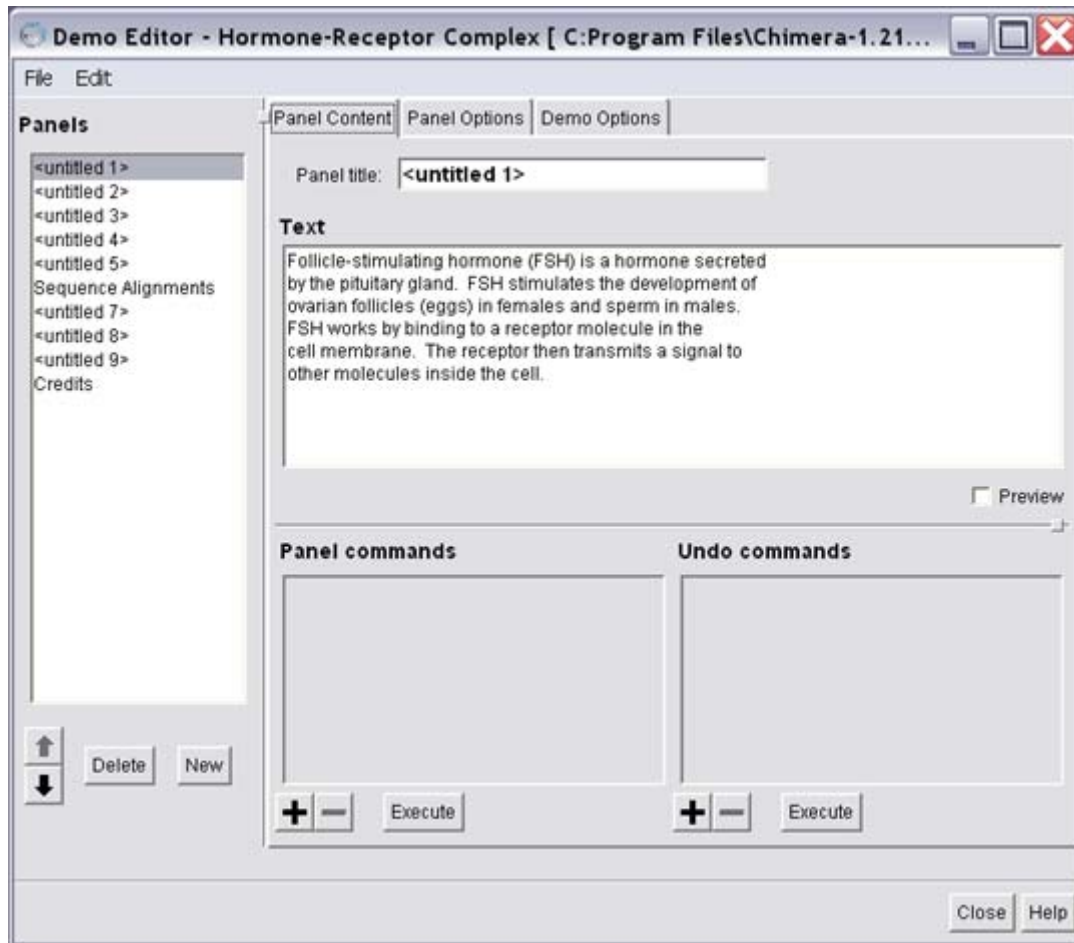 Demo Editor - Hormone-Receptor Complex [ C:Program Files\Chimera-1.21...
File Edit
Panels
<untitled 1>
<untitled 2>
<untitled 3>
<untitled 4>
<untitled 5>
Sequence Alignments
<untitled 7>
<untitled 8>
<untitled 9>
Credits
Delete New
Panel Content Panel Options Demo Options
Panel title: <untitled 1>
Text
Follicle-stimulating hormone (FSH) is a hormone secreted
by the pituitary gland. FSH stimulates the development of
ovarian follicles (eggs) in females and sperm in males.
FSH works by binding to a receptor molecule in the
cell membrane. The receptor then transmits a signal to
other molecules inside the cell.
Preview
Panel commands Undo commands
Execute Execute
Close Help